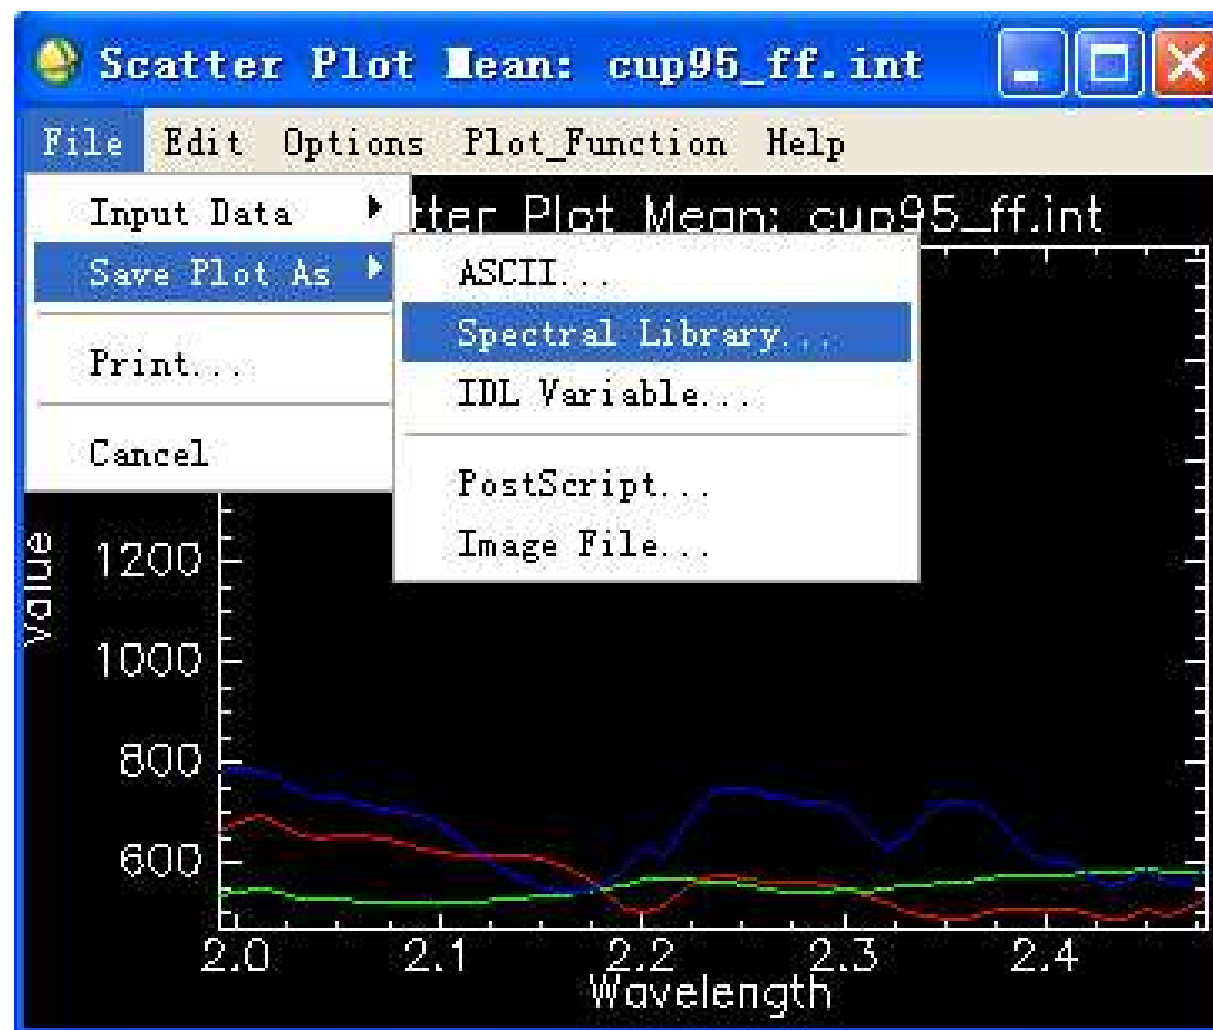 Scatter Plot Mean: cup95_ff.int
File Edit Options Plot_Function Help
Input Data
Save Plot As
Print...
Cancel
ASCII...
Spectral Library...
IDL Variable...
PostScript...
Image File...
tter Plot Mean: cup95_ff.int
Value
1200
1000
800
600
2.0 2.1 2.2 2.3 2.4
Wavelength